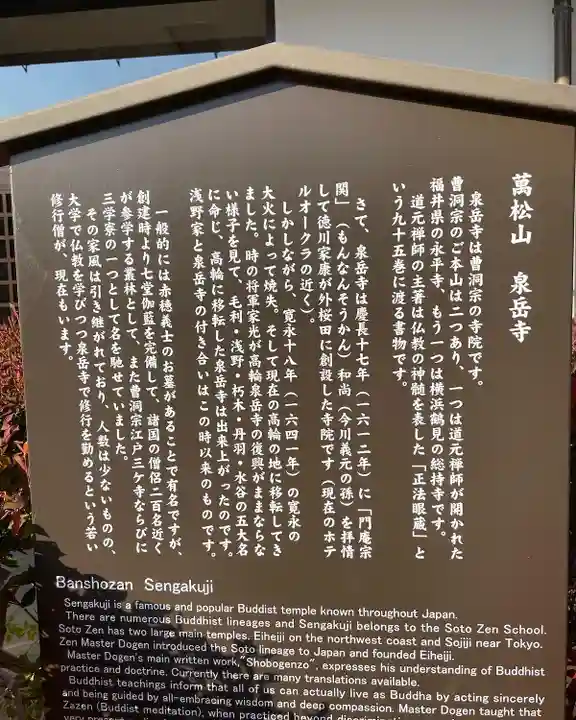 萬松山　泉岳寺
泉岳寺は曹洞宗の寺院です。
曹洞宗のご本山は二つあり、一つは道元禅師が開かれた
福井県の永平寺、もう一つは横浜鶴見の総持寺です。
道元禅師の主著は仏教の神髄を表した「正法眼蔵」と
いう九十五巻に渡る書物です。
さて、泉岳寺は慶長十七年（一六一二年）に「門庵宗
関」（もんなんそうかん）和尚（今川義元の孫）を拝情
して徳川家康が外桜田に創設した寺院です（現在のホテ
ルオークラの近く）。
しかしながら、寛永十八年（一六四一年）の寛永の
大火によって焼失。そして現在の高輪の地に移転してき
ました。時の将軍家光が高輪泉岳寺の復興がままならな
い様子を見て、毛利・浅野・朽木・丹羽・水谷の五大名
に命じ、高輪に移転した泉岳寺は出来上がったのです。
浅野家と泉岳寺の付き合いはこの時以来のものです。
一般的には赤穂義士のお墓があることで有名ですが、
創建時より七堂伽藍を完備して、諸国の僧侶二百名近く
が参学する叢林として、また曹洞宗江戸三ケ寺ならびに
三学寮の一つとして名を馳せていました。
その家風は引き継がれており、人数は少ないものの、
大学で仏教を学びつつ泉岳寺で修行を勤めるという若い
修行僧が、現在もいます。
Banshozan Sengakuji
Sengakuji is a famous and popular Buddist temple known throughout Japan.
There are numerous Buddhist lineages and Sengakuji belongs to the Soto Zen School.
Soto Zen has two large main temples. Eiheiji on the northwest coast and Sojiji near Tokyo.
Zen Master Dogen introduced the Soto lineage to Japan and founded Eiheiji.
Master Dogen's main written work, "Shobogenzo", expresses his understanding of Buddhist
practice and doctrine. Currently there are many translations available.
Buddhist teachings inform that all of us can actually live as Buddha by acting sincerely
and being guided by all-embracing wisdom and deep compassion. Master Dogen taught that
Zazen (Buddist meditation), when practiced beyond